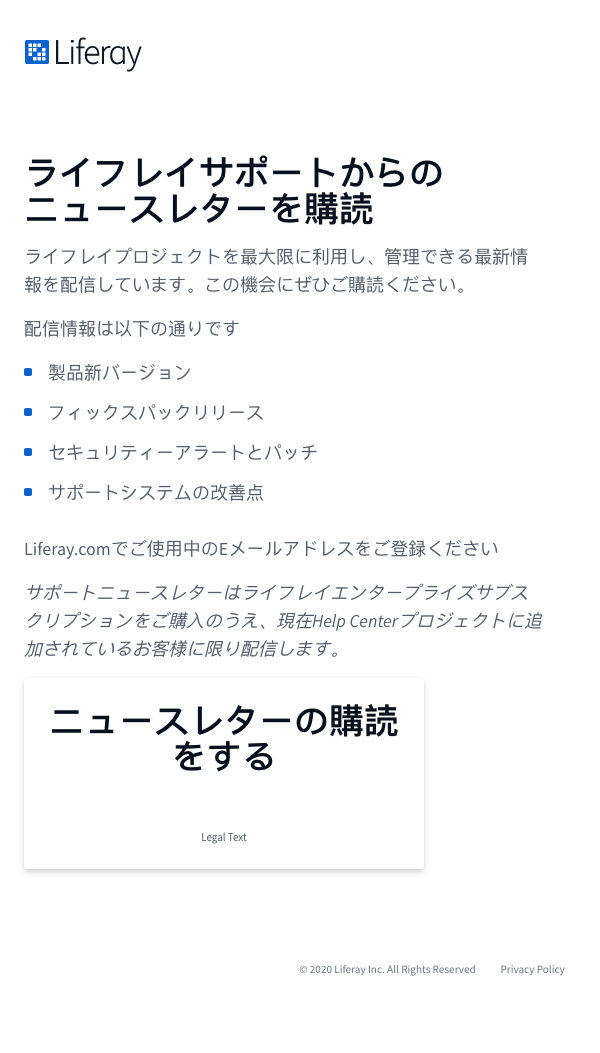 Liferay
ライフレイサポートからの
ニュースレターを購読
ライフレイプロジェクトを最大限に利用し、管理できる最新情
報を配信しています。この機会にぜひご購読ください。
配信情報は以下の通りです
製品新バージョン
フィックスパックリリース
セキュリティーアラートとパッチ
サポートシステムの改善点
Liferay.comでご使用中のEメールアドレスをご登録ください
サポートニュースレターはライフレイエンタープライズサブス
クリプションをご購入のうえ、現在Help Centerプロジェクトに追
加されているお客様に限り配信します。
ニュースレターの購読
をする
Legal Text
© 2020 Liferay Inc. All Rights Reserved Privacy Policy